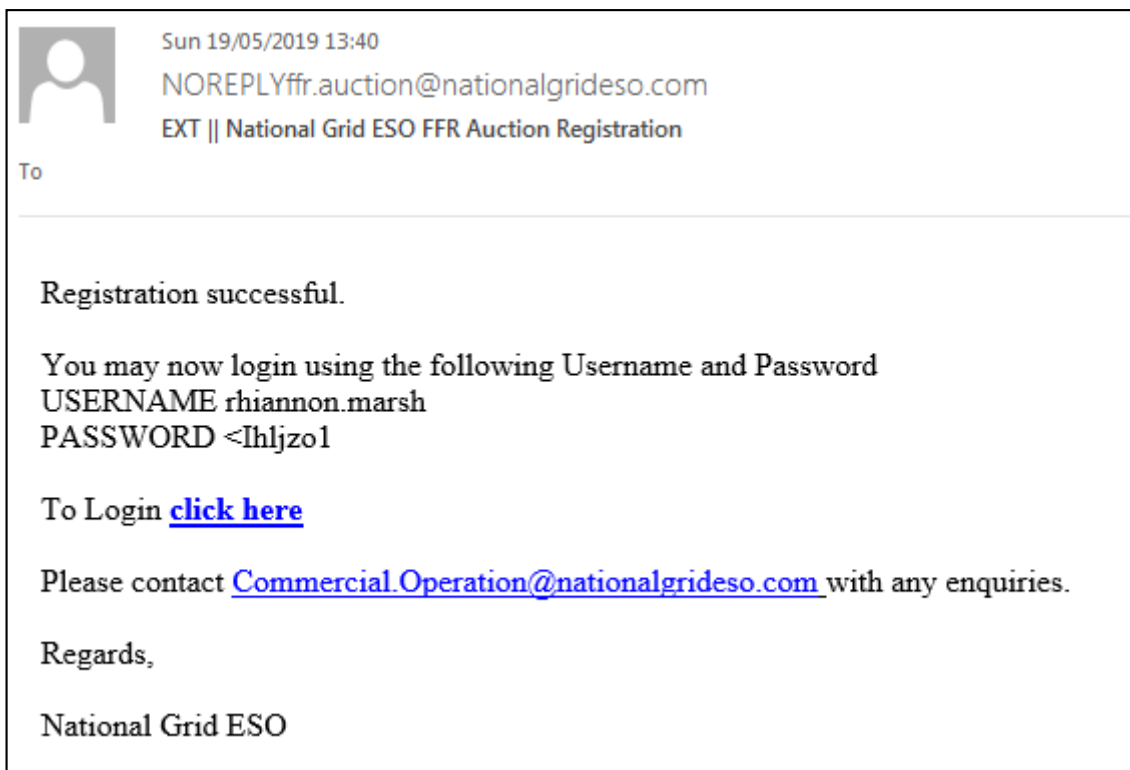 Sun 19/05/2019 13:40
NOREPLYffr.auction@nationalgrideso.com
EXT || National Grid ESO FFR Auction Registration
To
Registration successful.
You may now login using the following Username and Password
USERNAME rhiannon.marsh
PASSWORD <Ihljzo1
To Login click here
Please contact Commercial.Operation@nationalgrideso.com with any enquiries.
Regards,
National Grid ESO